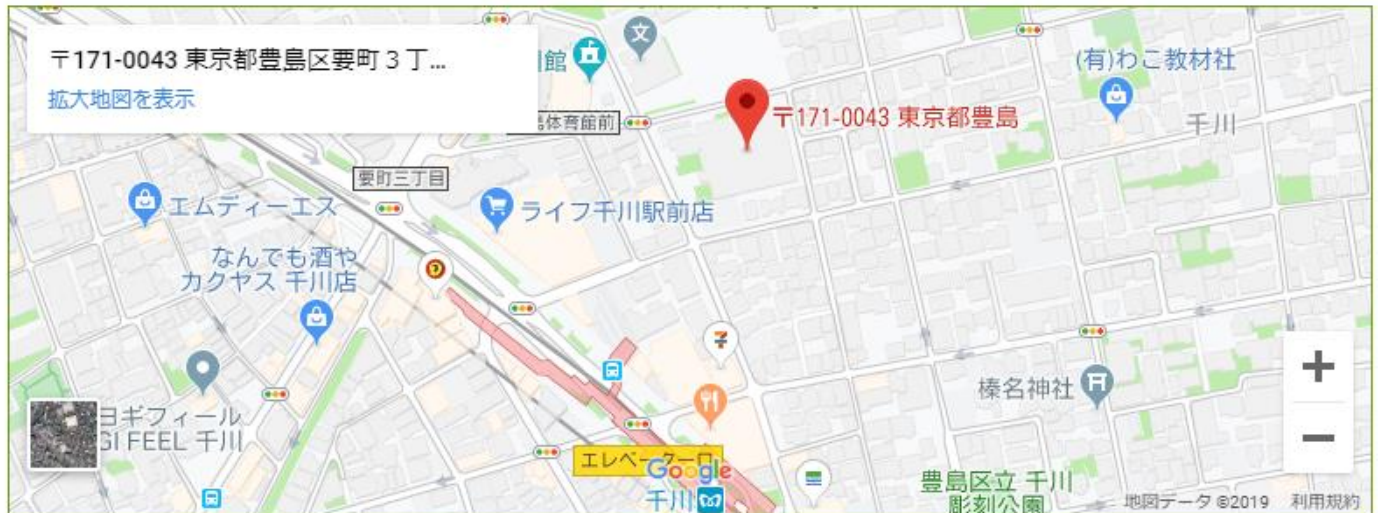 〒171-0043 東京都豊島区要町３丁...
拡大地図を表示
館
文
(有)わこ教材社
〒171-0043 東京都豊島
体育館前
千川
要町三丁目
エムディーエス
ライフ千川駅前店
なんでも酒や
カクヤス 千川店
榛名神社
ヨギフィール
GI FEEL 千川
エレベーター口
Google
千川
豊島区立 千川
彫刻公園
地図データ ©2019 利用規約